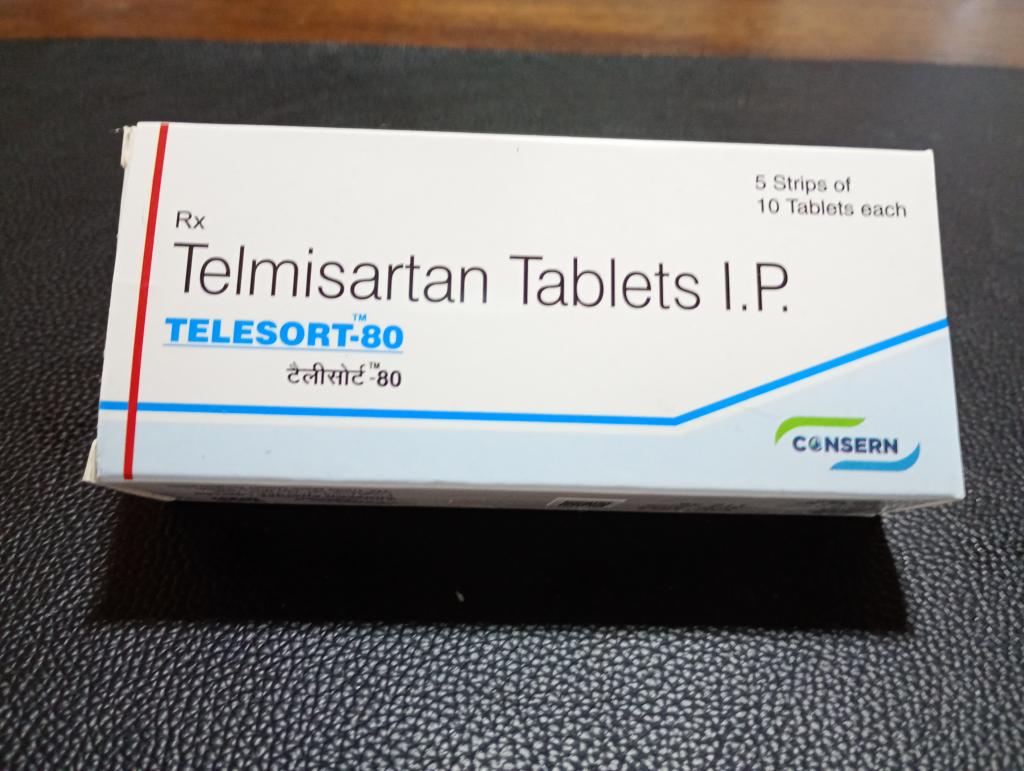 5 Strips of
10 Tablets each
Rx
Telmisartan Tablets I.P.
TELESORT™-80
टैलीसोर्ट™-80
CONSERN